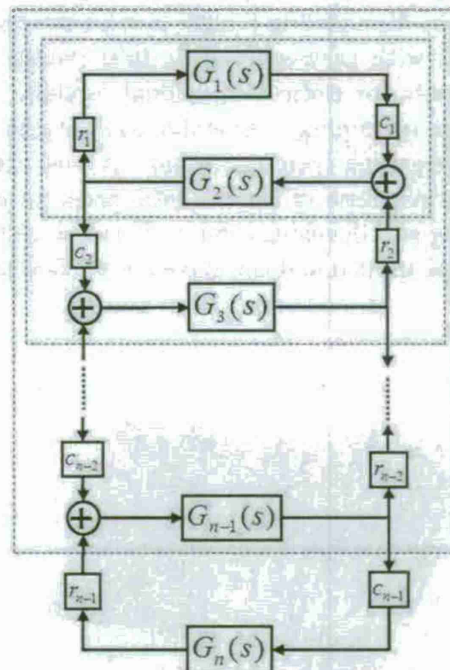 G₁(s)
r₁
c₁
G₂(s)
+
c₂
r₂
+
G₃(s)
cₙ₋₂
rₙ₋₂
+
Gₙ₋₁(s)
rₙ₋₁
cₙ₋₁
Gₙ(s)